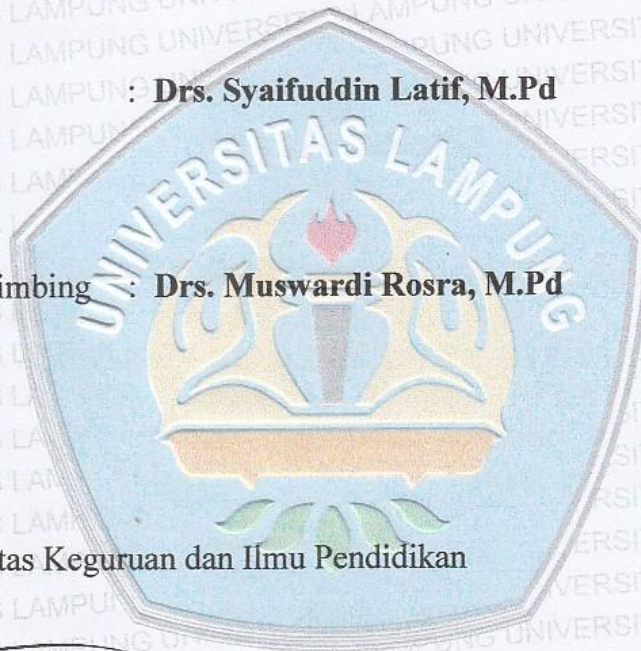 : Drs. Syaifuddin Latif, M.Pd
UNIVERSITAS LAMPUNG
imbing : Drs. Muswardi Rosra, M.Pd
tas Keguruan dan Ilmu Pendidikan